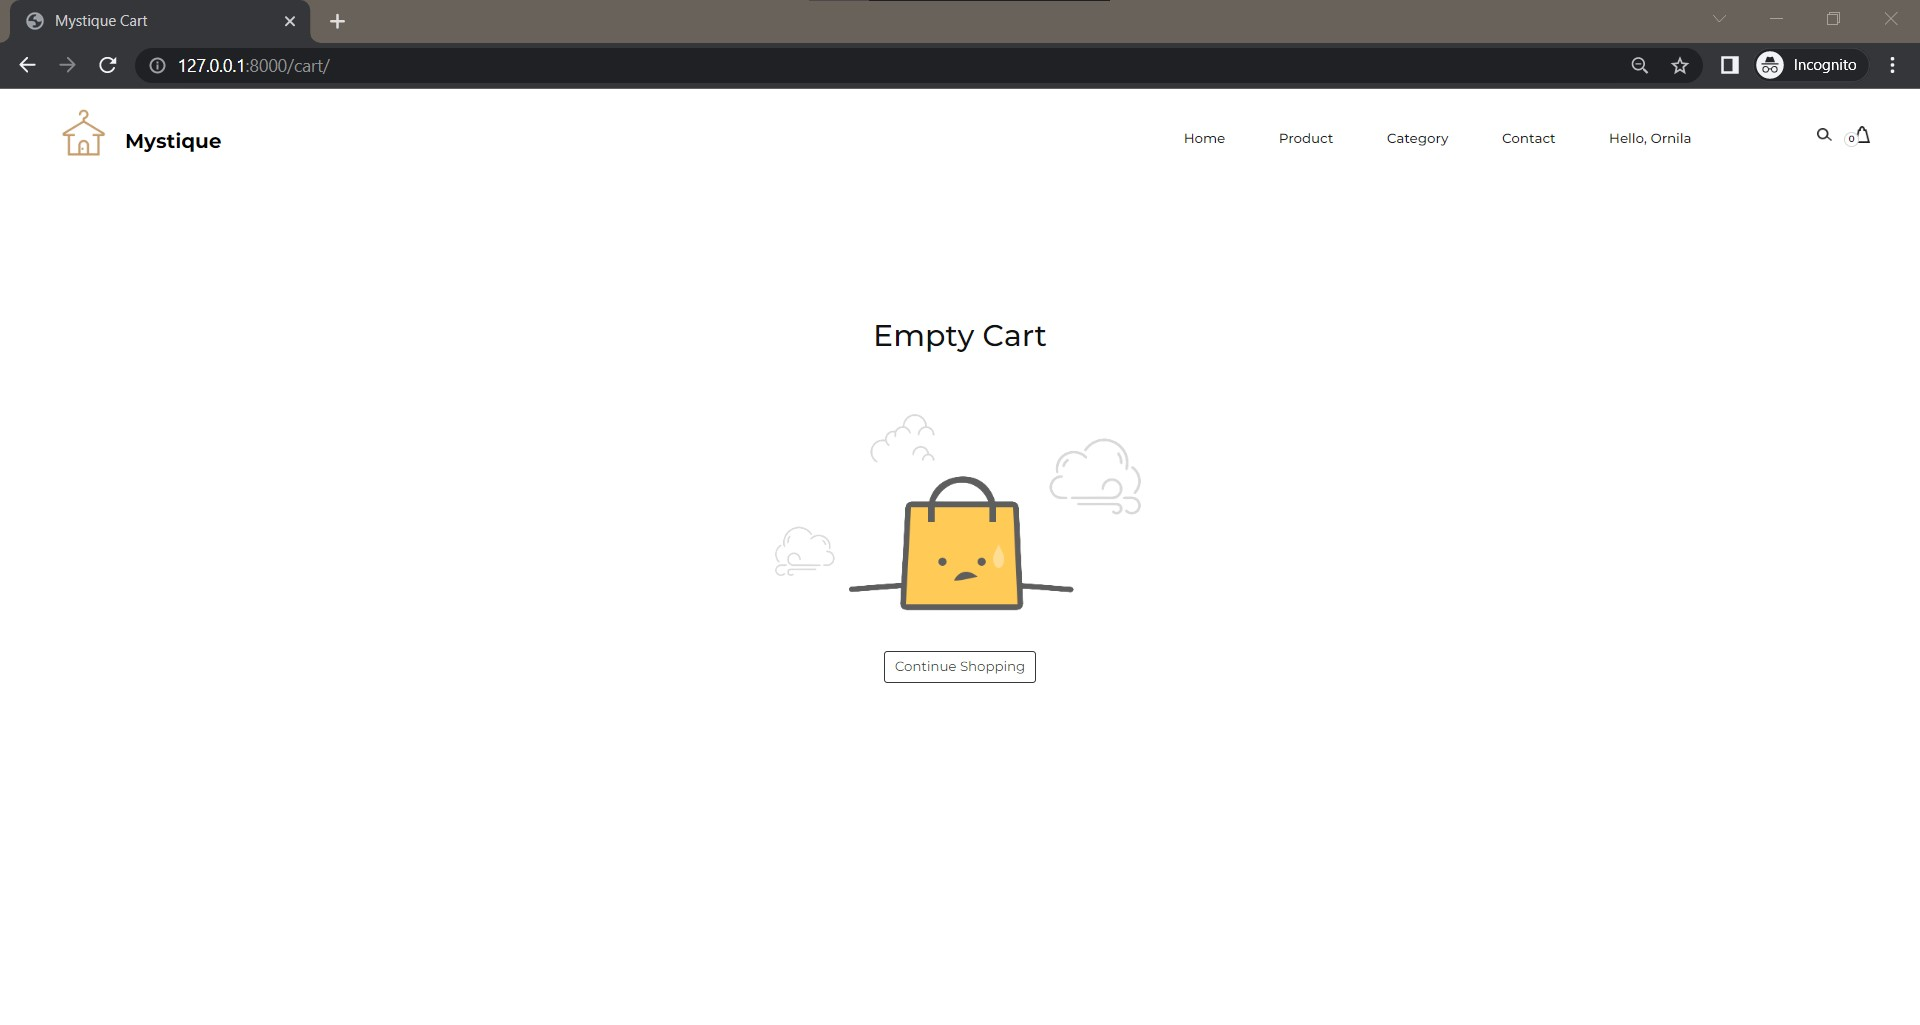 Mystique Cart
127.0.0.1:8000/cart/
Incognito
Mystique
Home Product Category Contact Hello, Ornila
0
Empty Cart
Continue Shopping